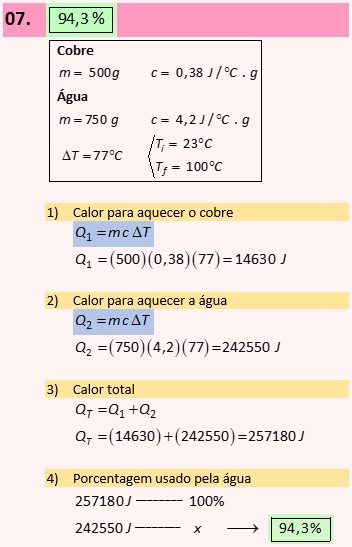 07. 94,3 %
Cobre
m = 500g c = 0,38 J / °C . g
Água
m = 750 g c = 4,2 J / °C . g
ΔT = 77°C
T_i = 23°C
T_f = 100°C
1) Calor para aquecer o cobre
Q_1 = m c ΔT
Q_1 = (500)(0,38)(77) = 14630 J
2) Calor para aquecer a água
Q_2 = m c ΔT
Q_2 = (750)(4,2)(77) = 242550 J
3) Calor total
Q_T = Q_1 + Q_2
Q_T = (14630) + (242550) = 257180 J
4) Porcentagem usado pela água
257180 J -------- 100%
242550 J -------- x ⟶ 94,3%